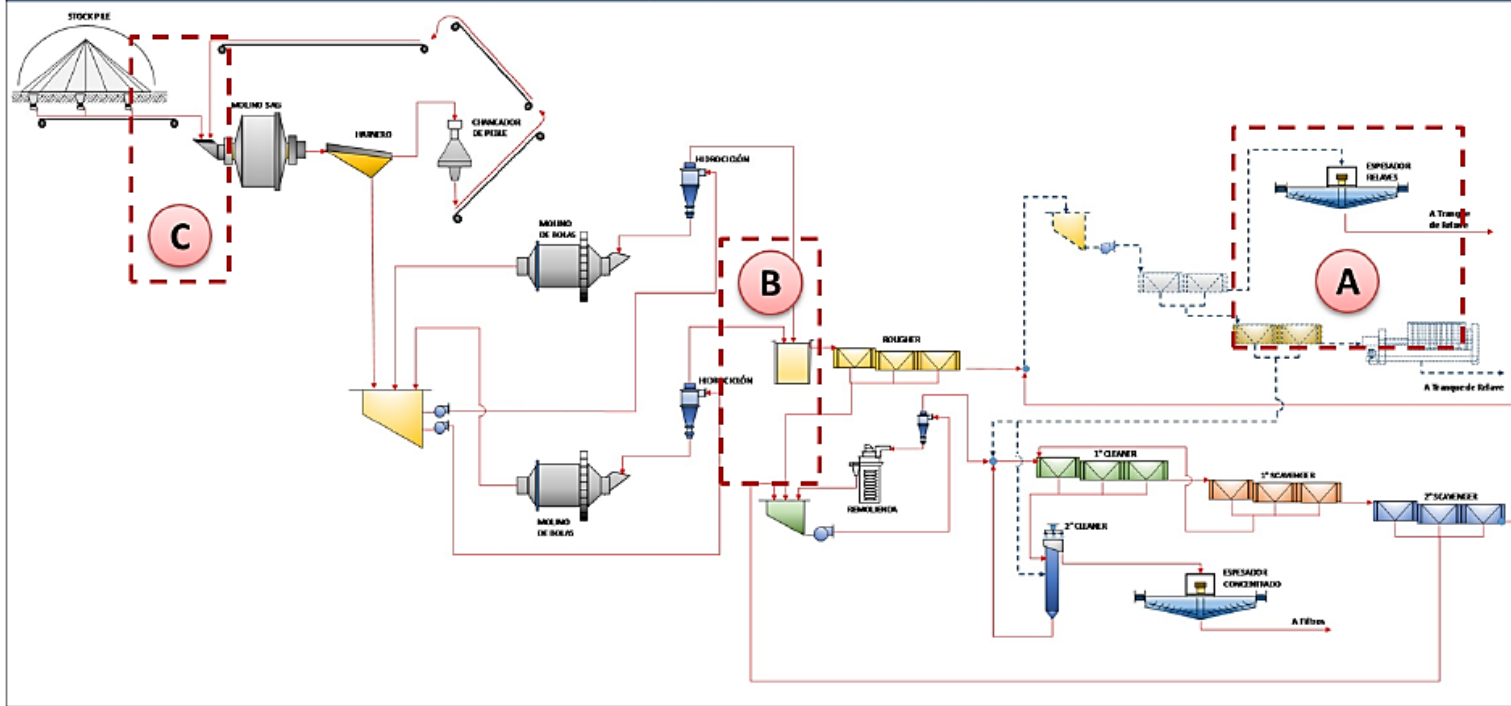 STOCK PILE
MOLINO SAG
HARNERO
CHANCADOR
DE PEBLE
C
HIDROCICLÓN
MOLINO
DE BOLAS
B
ESPESADOR
RELAVES
A Tranque
de Relave
A
ROUGHER
HIDROCICLÓN
A Tranque de Relave
MOLINO
DE BOLAS
REMOLIENDA
1° CLEANER
1° SCAVENGER
2° SCAVENGER
2° CLEANER
ESPESADOR
CONCENTRADO
A Filtros